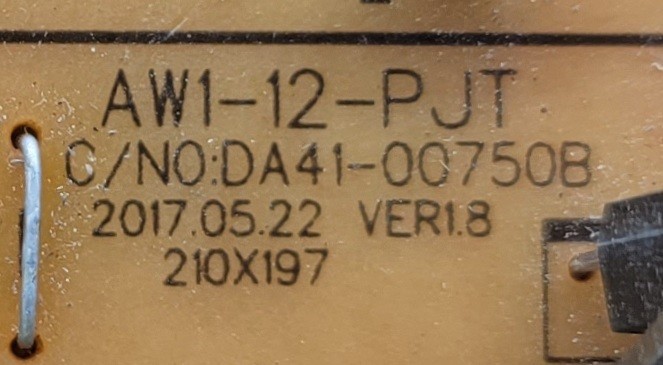 AW1-12-PJT
C/NO:DA41-00750B
2017.05.22 VER1.8
210X197